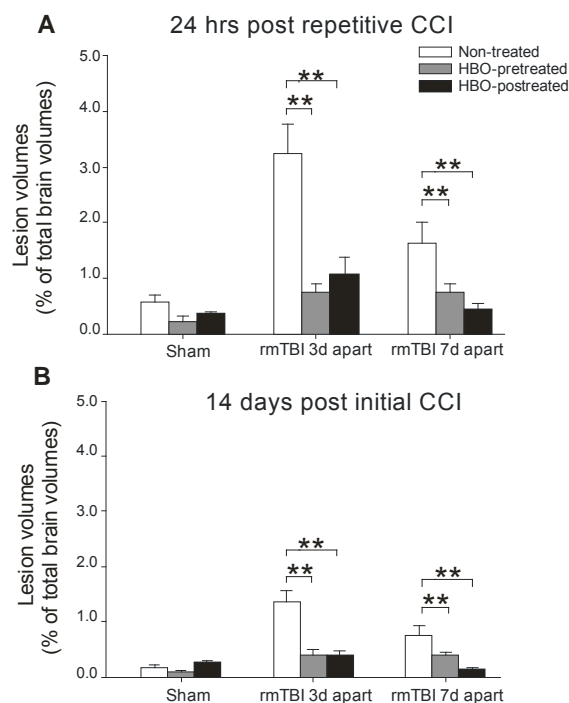 A
24 hrs post repetitive CCI
Non-treated
HBO-pretreated
HBO-postreated
Lesion volumes
(% of total brain volumes)
5.0
4.0
3.0
2.0
1.0
0.0
**
**
**
**
Sham
rmTBI 3d apart
rmTBI 7d apart
B
14 days post initial CCI
Lesion volumes
(% of total brain volumes)
5.0
4.0
3.0
2.0
1.0
0.0
**
**
**
**
Sham
rmTBI 3d apart
rmTBI 7d apart